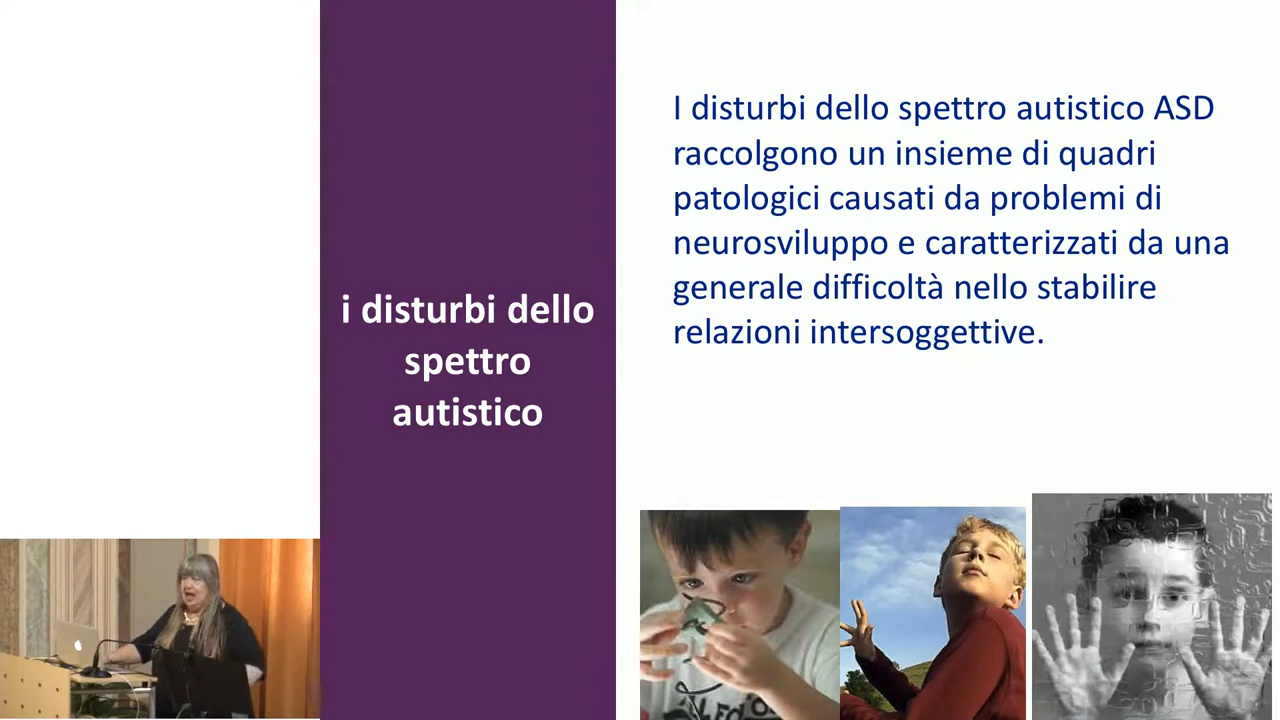 i disturbi dello
spettro
autistico
I disturbi dello spettro autistico ASD
raccolgono un insieme di quadri
patologici causati da problemi di
neurosviluppo e caratterizzati da una
generale difficoltà nello stabilire
relazioni intersoggettive.